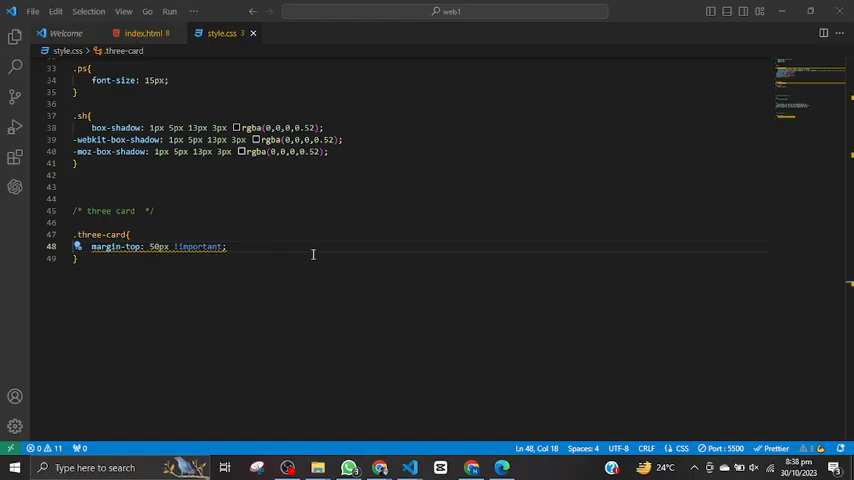 File Edit Selection View Go Run ··· web1
Welcome index.html 8 style.css 3
style.css > .three-card
33 .ps{
34 font-size: 15px;
35 }
36
37 .sh{
38 box-shadow: 1px 5px 13px 3px rgba(0,0,0,0.52);
39 -webkit-box-shadow: 1px 5px 13px 3px rgba(0,0,0,0.52);
40 -moz-box-shadow: 1px 5px 13px 3px rgba(0,0,0,0.52);
41 }
42
43
44
45 /* three card */
46
47 .three-card{
48 margin-top: 50px !important;
49 }
0 11 0 Ln 48, Col 18 Spaces: 4 UTF-8 CRLF CSS Port : 5500 Prettier 3
Type here to search 3 24°C 8:38 pm
30/10/2023 3